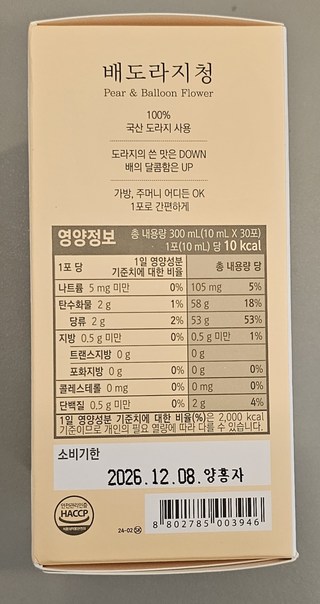 배도라지청
Pear & Balloon Flower
100%
국산 도라지 사용
도라지의 쓴 맛은 DOWN
배의 달콤함은 UP
가방, 주머니 어디든 OK
1포로 간편하게
영양정보 총 내용량 300 mL(10 mL X 30포)
1포(10 mL) 당 10 kcal
1포 당 1일 영양성분 기준치에 대한 비율 총 내용량 당
나트륨 5 mg 미만 0% 105 mg 5%
탄수화물 2 g 1% 58 g 18%
당류 2 g 2% 53 g 53%
지방 0.5 g 미만 0% 0.5 g 미만 1%
트랜스지방 0 g 0 g
포화지방 0 g 0% 0 g 0%
콜레스테롤 0 mg 0% 0 mg 0%
단백질 0.5 g 미만 0% 2 g 4%
1일 영양성분 기준치에 대한 비율(%)은 2,000 kcal
기준이므로 개인의 필요 열량에 따라 다를 수 있습니다.
소비기한
2026.12.08.양홍자
HACCP
24-02
8 802785 003946